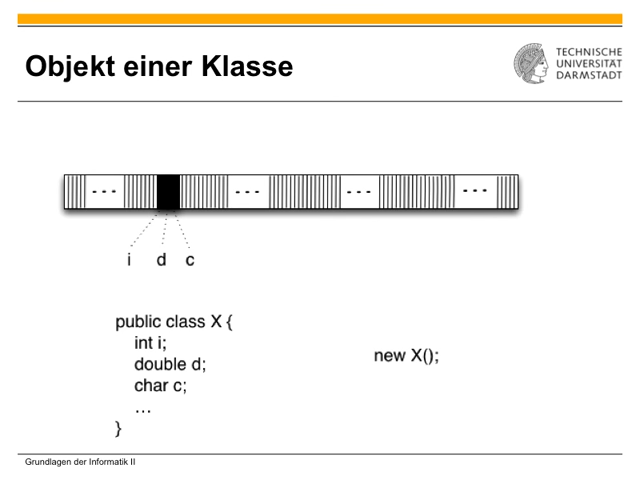 Objekt einer Klasse
TECHNISCHE
UNIVERSITÄT
DARMSTADT
- - - - - - - - - - - -
i d c
public class X {
int i;
double d;
char c;
...
}
new X();
Grundlagen der Informatik II